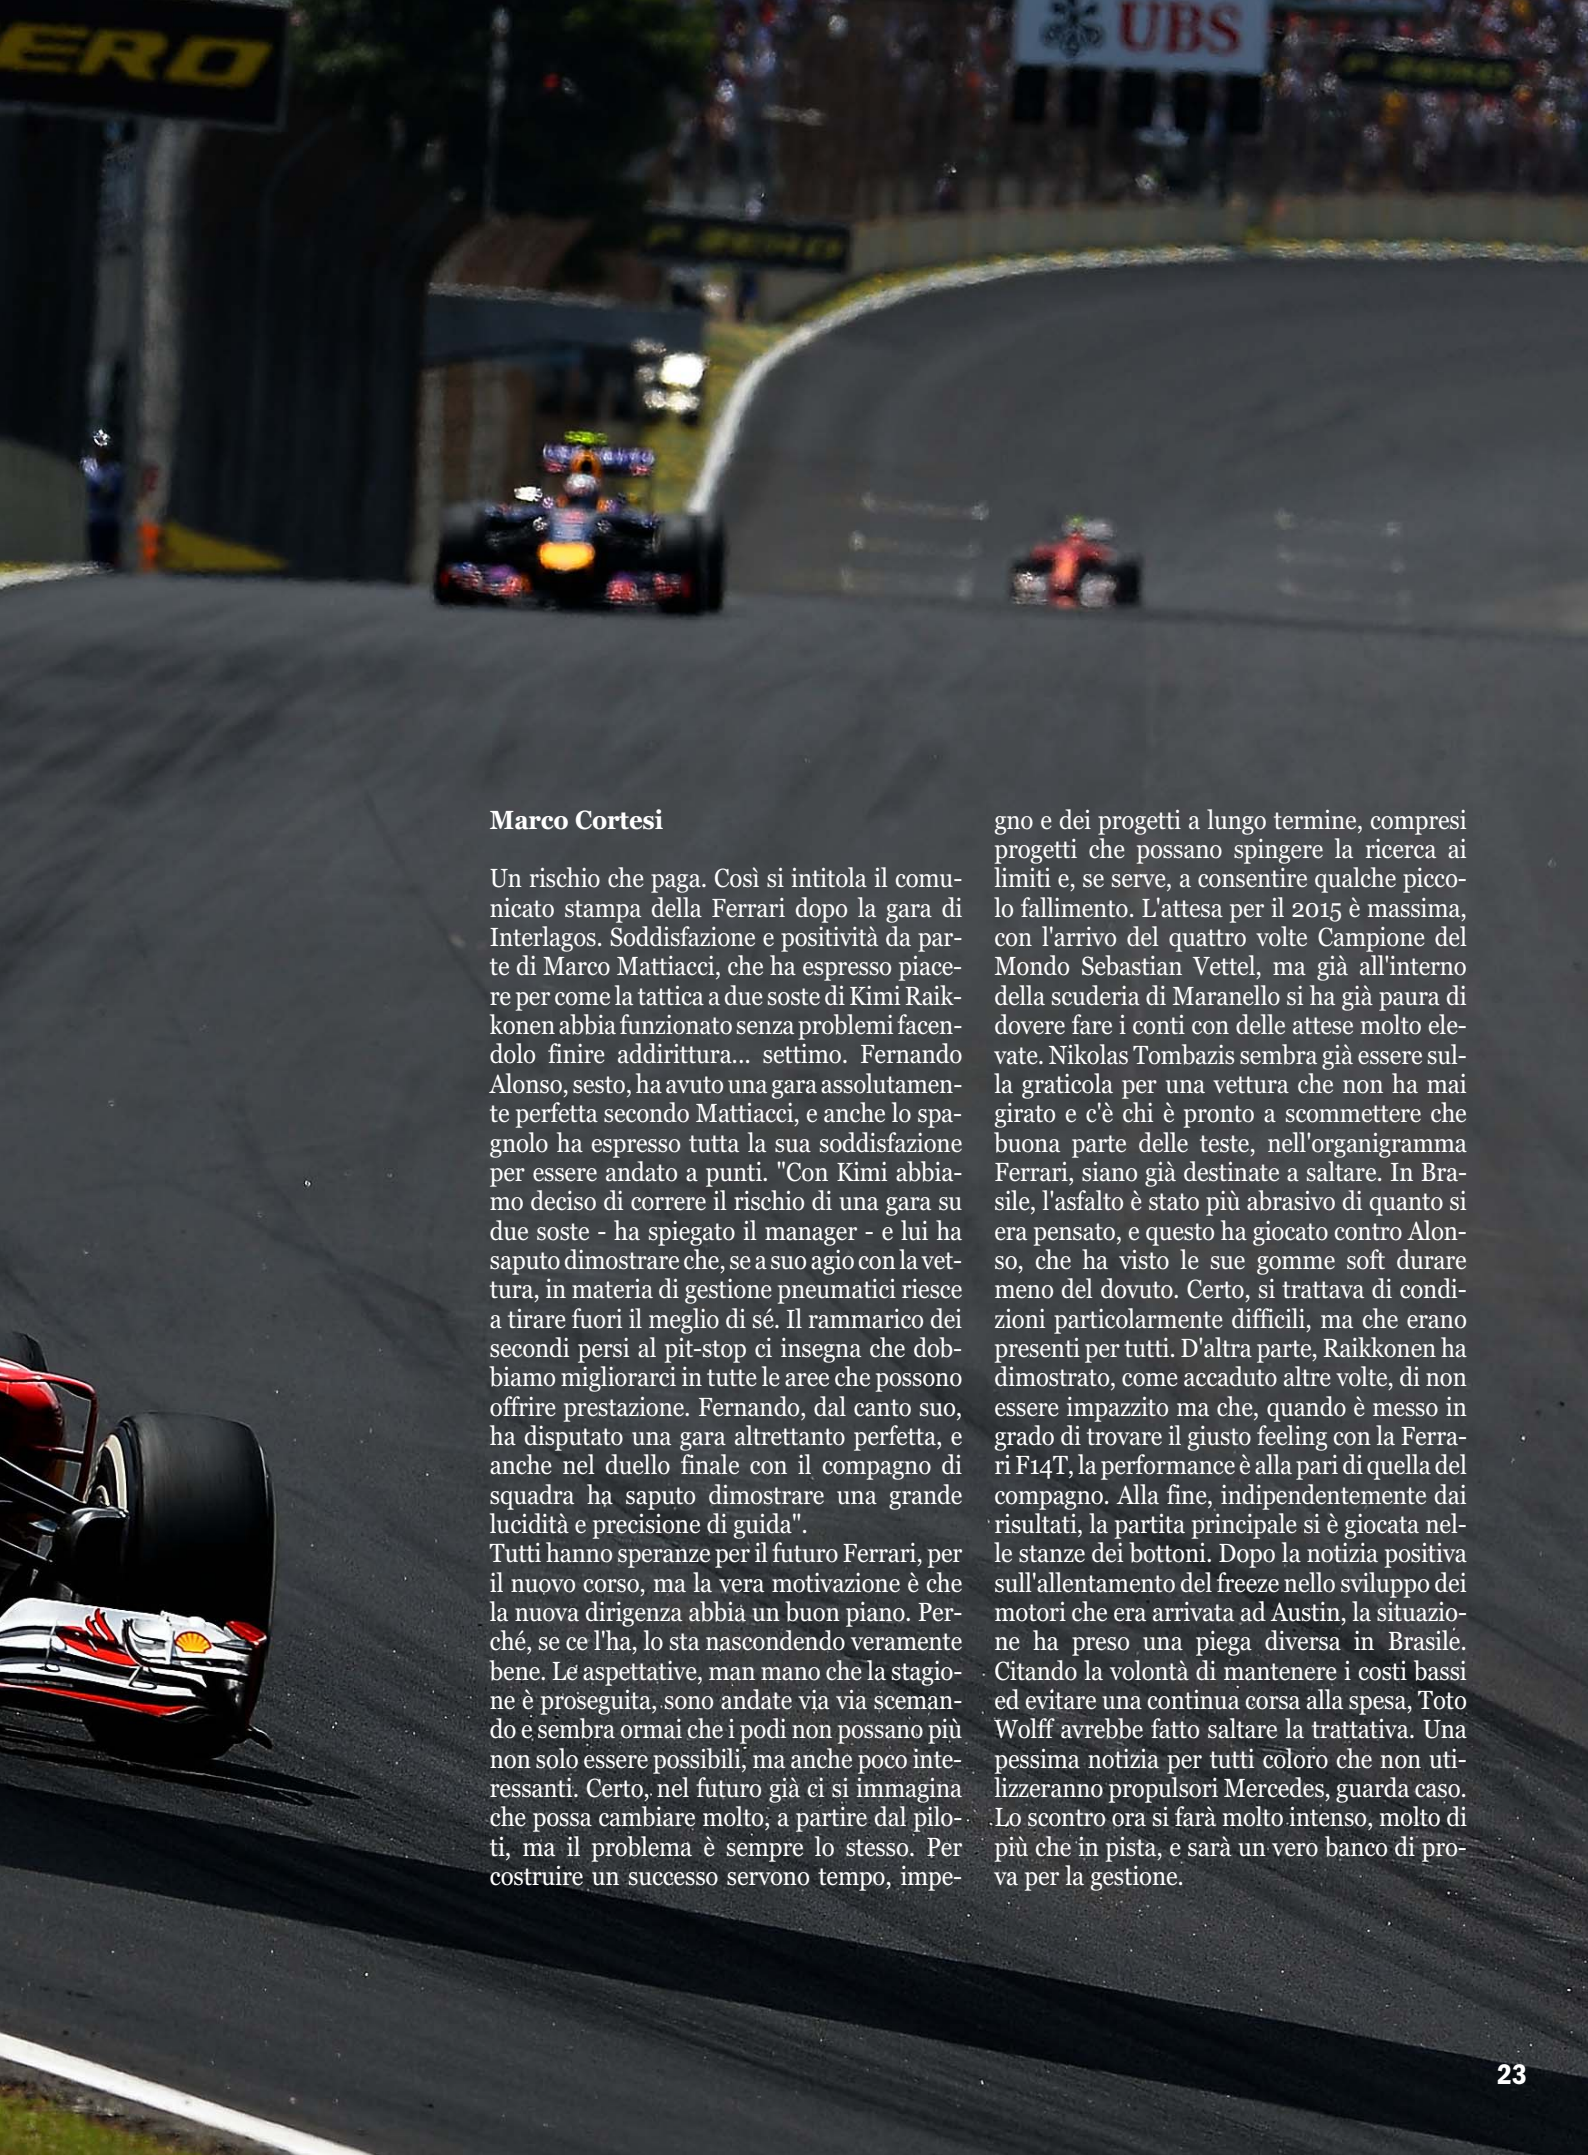 ERO
UBS
P ZERO
P ZERO
Marco Cortesi
Un rischio che paga. Così si intitola il comu-
nicato stampa della Ferrari dopo la gara di
Interlagos. Soddisfazione e positività da par-
te di Marco Mattiacci, che ha espresso piace-
re per come la tattica a due soste di Kimi Raik-
konen abbia funzionato senza problemi facen-
dolo finire addirittura... settimo. Fernando
Alonso, sesto, ha avuto una gara assolutamen-
te perfetta secondo Mattiacci, e anche lo spa-
gnolo ha espresso tutta la sua soddisfazione
per essere andato a punti. "Con Kimi abbia-
mo deciso di correre il rischio di una gara su
due soste - ha spiegato il manager - e lui ha
saputo dimostrare che, se a suo agio con la vet-
tura, in materia di gestione pneumatici riesce
a tirare fuori il meglio di sé. Il rammarico dei
secondi persi al pit-stop ci insegna che dob-
biamo migliorarci in tutte le aree che possono
offrire prestazione. Fernando, dal canto suo,
ha disputato una gara altrettanto perfetta, e
anche nel duello finale con il compagno di
squadra ha saputo dimostrare una grande
lucidità e precisione di guida".
Tutti hanno speranze per il futuro Ferrari, per
il nuovo corso, ma la vera motivazione è che
la nuova dirigenza abbia un buon piano. Per-
ché, se ce l'ha, lo sta nascondendo veramente
bene. Le aspettative, man mano che la stagio-
ne è proseguita, sono andate via via sceman-
do e sembra ormai che i podi non possano più
non solo essere possibili, ma anche poco inte-
ressanti. Certo, nel futuro già ci si immagina
che possa cambiare molto, a partire dal pilo-
ti, ma il problema è sempre lo stesso. Per
costruire un successo servono tempo, impe-
gno e dei progetti a lungo termine, compresi
progetti che possano spingere la ricerca ai
limiti e, se serve, a consentire qualche picco-
lo fallimento. L'attesa per il 2015 è massima,
con l'arrivo del quattro volte Campione del
Mondo Sebastian Vettel, ma già all'interno
della scuderia di Maranello si ha già paura di
dovere fare i conti con delle attese molto ele-
vate. Nikolas Tombazis sembra già essere sul-
la graticola per una vettura che non ha mai
girato e c'è chi è pronto a scommettere che
buona parte delle teste, nell'organigramma
Ferrari, siano già destinate a saltare. In Bra-
sile, l'asfalto è stato più abrasivo di quanto si
era pensato, e questo ha giocato contro Alon-
so, che ha visto le sue gomme soft durare
meno del dovuto. Certo, si trattava di condi-
zioni particolarmente difficili, ma che erano
presenti per tutti. D'altra parte, Raikkonen ha
dimostrato, come accaduto altre volte, di non
essere impazzito ma che, quando è messo in
grado di trovare il giusto feeling con la Ferra-
ri F14T, la performance è alla pari di quella del
compagno. Alla fine, indipendentemente dai
risultati, la partita principale si è giocata nel-
le stanze dei bottoni. Dopo la notizia positiva
sull'allentamento del freeze nello sviluppo dei
motori che era arrivata ad Austin, la situazio-
ne ha preso una piega diversa in Brasile.
Citando la volontà di mantenere i costi bassi
ed evitare una continua corsa alla spesa, Toto
Wolff avrebbe fatto saltare la trattativa. Una
pessima notizia per tutti coloro che non uti-
lizzeranno propulsori Mercedes, guarda caso.
Lo scontro ora si farà molto intenso, molto di
più che in pista, e sarà un vero banco di pro-
va per la gestione.
23